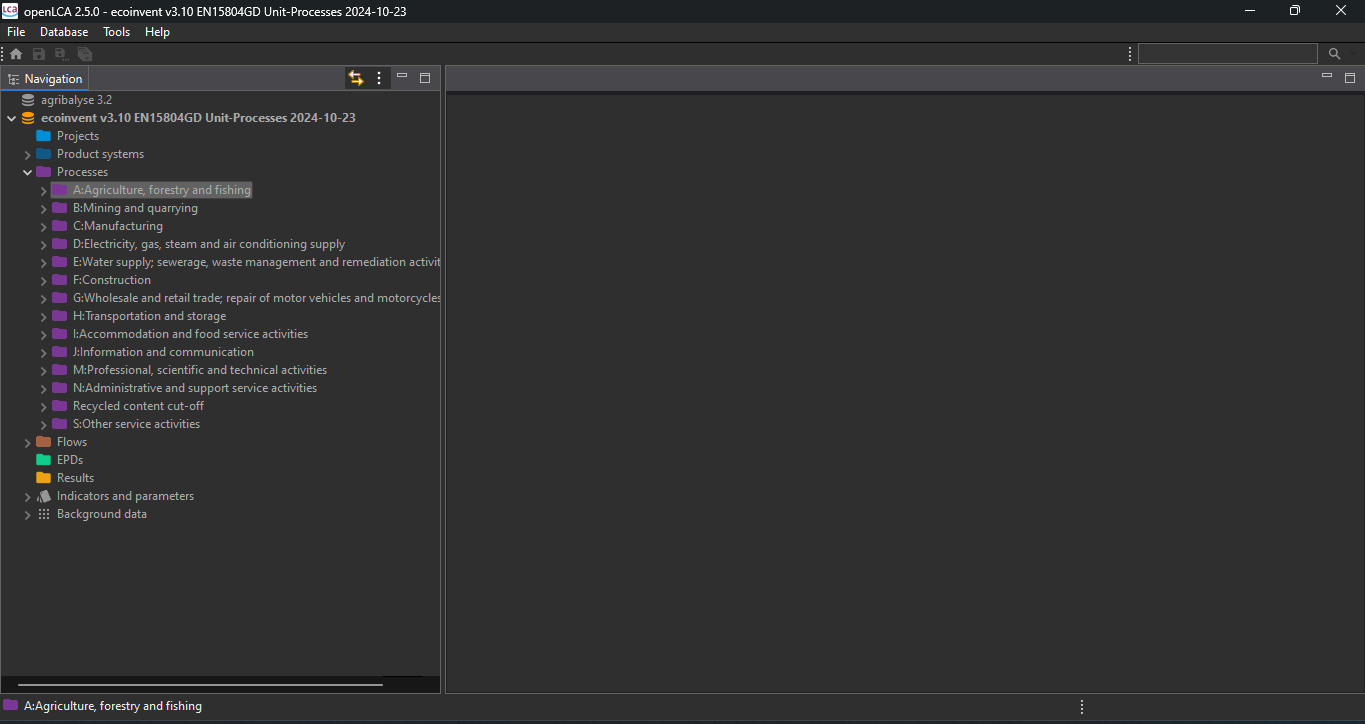 LCA openLCA 2.5.0 - ecoinvent v3.10 EN15804GD Unit-Processes 2024-10-23
File Database Tools Help
Navigation
agribalyse 3.2
ecoinvent v3.10 EN15804GD Unit-Processes 2024-10-23
Projects
Product systems
Processes
A:Agriculture, forestry and fishing
B:Mining and quarrying
C:Manufacturing
D:Electricity, gas, steam and air conditioning supply
E:Water supply; sewerage, waste management and remediation activit
F:Construction
G:Wholesale and retail trade; repair of motor vehicles and motorcycles
H:Transportation and storage
I:Accommodation and food service activities
J:Information and communication
M:Professional, scientific and technical activities
N:Administrative and support service activities
Recycled content cut-off
S:Other service activities
Flows
EPDs
Results
Indicators and parameters
Background data
A:Agriculture, forestry and fishing